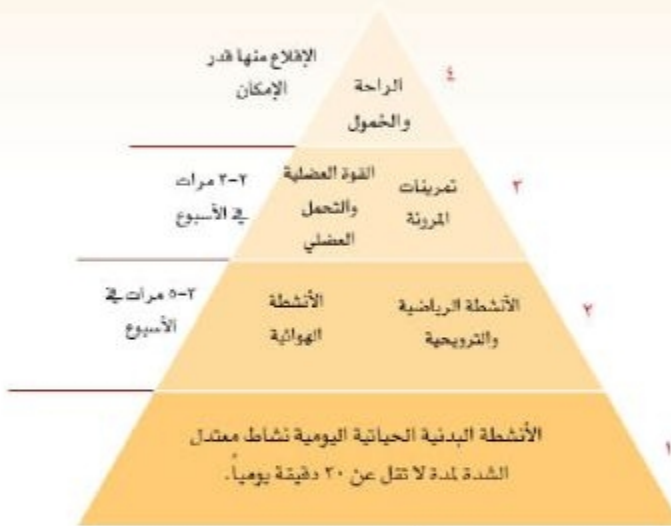 ٤
الراحة
والخمول
الإقلاع منها قدر
الإمكان
٣
تمرينات
المرونة
القوة العضلية
والتحمل
العضلي
٢-٣ مرات
في الأسبوع
٢
الأنشطة الرياضية
والترويحية
الأنشطة
الهوائية
٣-٥ مرات في
الأسبوع
١
الأنشطة البدنية الحياتية اليومية نشاط معتدل
الشدة لمدة لا تقل عن ٣٠ دقيقة يومياً.